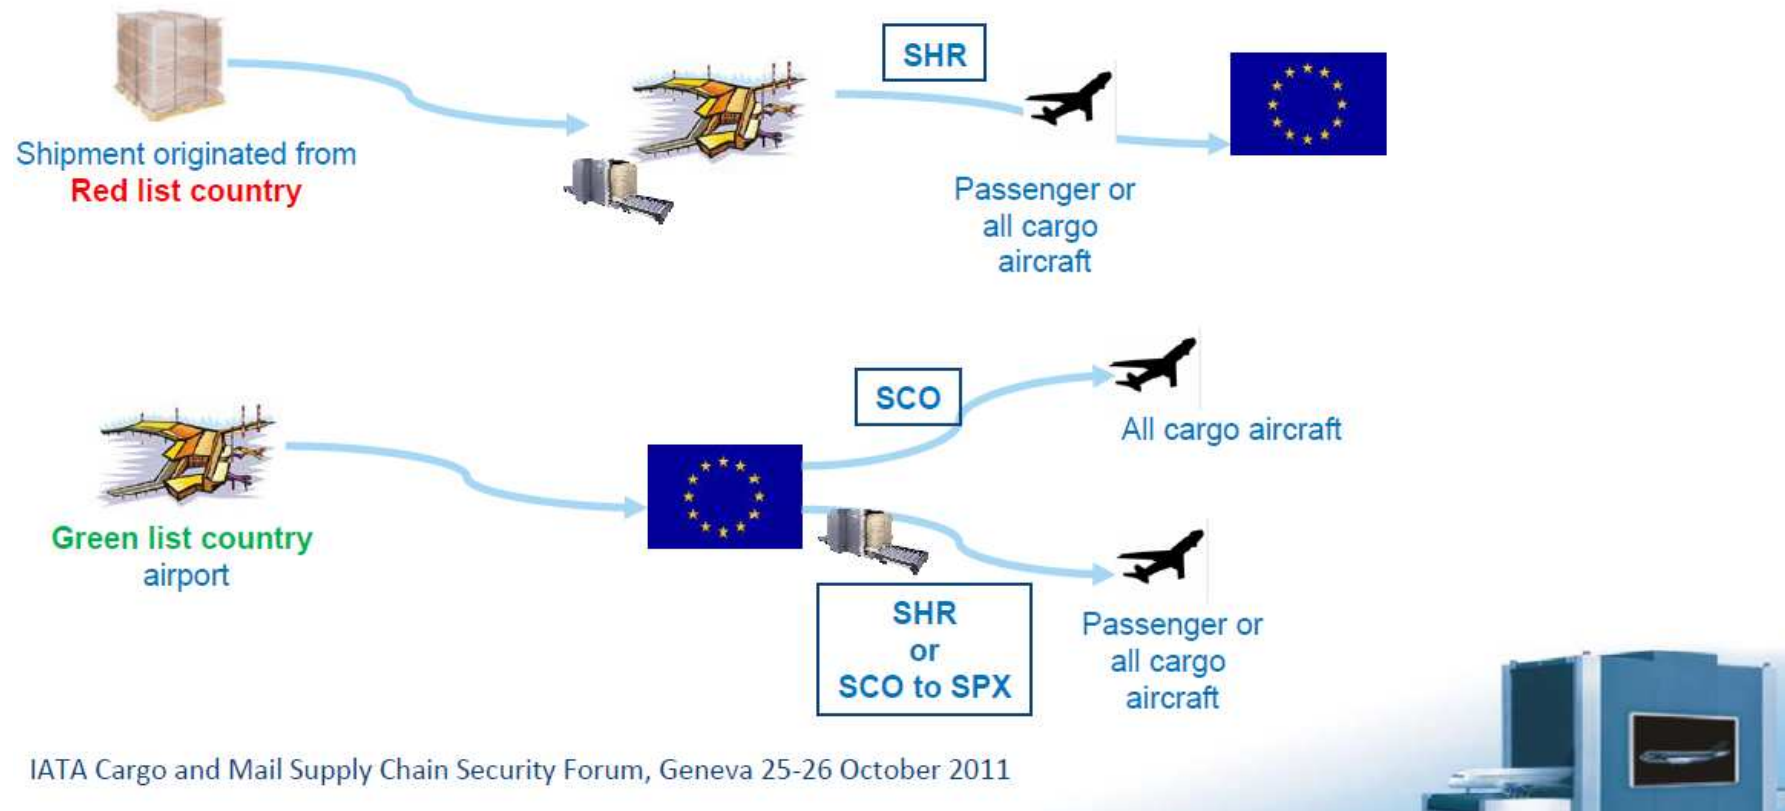 SHR
Shipment originated from
Red list country
Passenger or
all cargo
aircraft
SCO
All cargo aircraft
Green list country
airport
SHR
or
SCO to SPX
Passenger or
all cargo
aircraft
IATA Cargo and Mail Supply Chain Security Forum, Geneva 25-26 October 2011